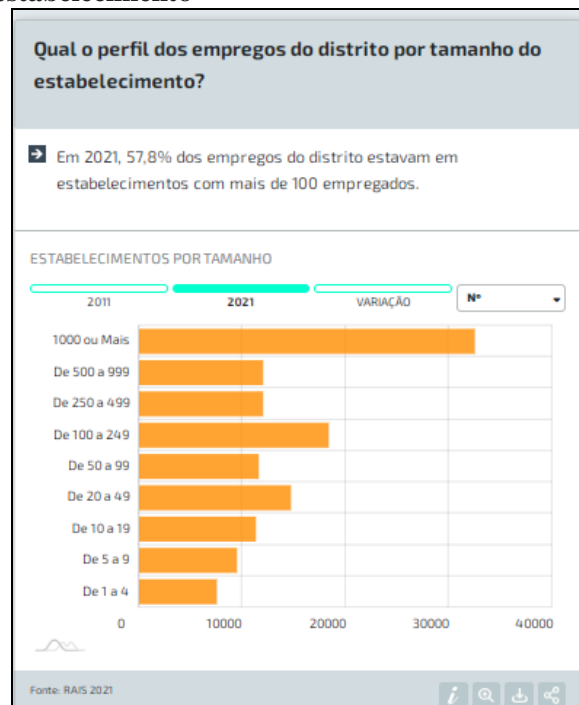 Qual o perfil dos empregos do distrito por tamanho do
estabelecimento?
Em 2021, 57,8% dos empregos do distrito estavam em
estabelecimentos com mais de 100 empregados.
ESTABELECIMENTOS POR TAMANHO
2011 2021 VARIAÇÃO Nº
1000 ou Mais
De 500 a 999
De 250 a 499
De 100 a 249
De 50 a 99
De 20 a 49
De 10 a 19
De 5 a 9
De 1 a 4
0 10000 20000 30000 40000
Fonte: RAIS 2021